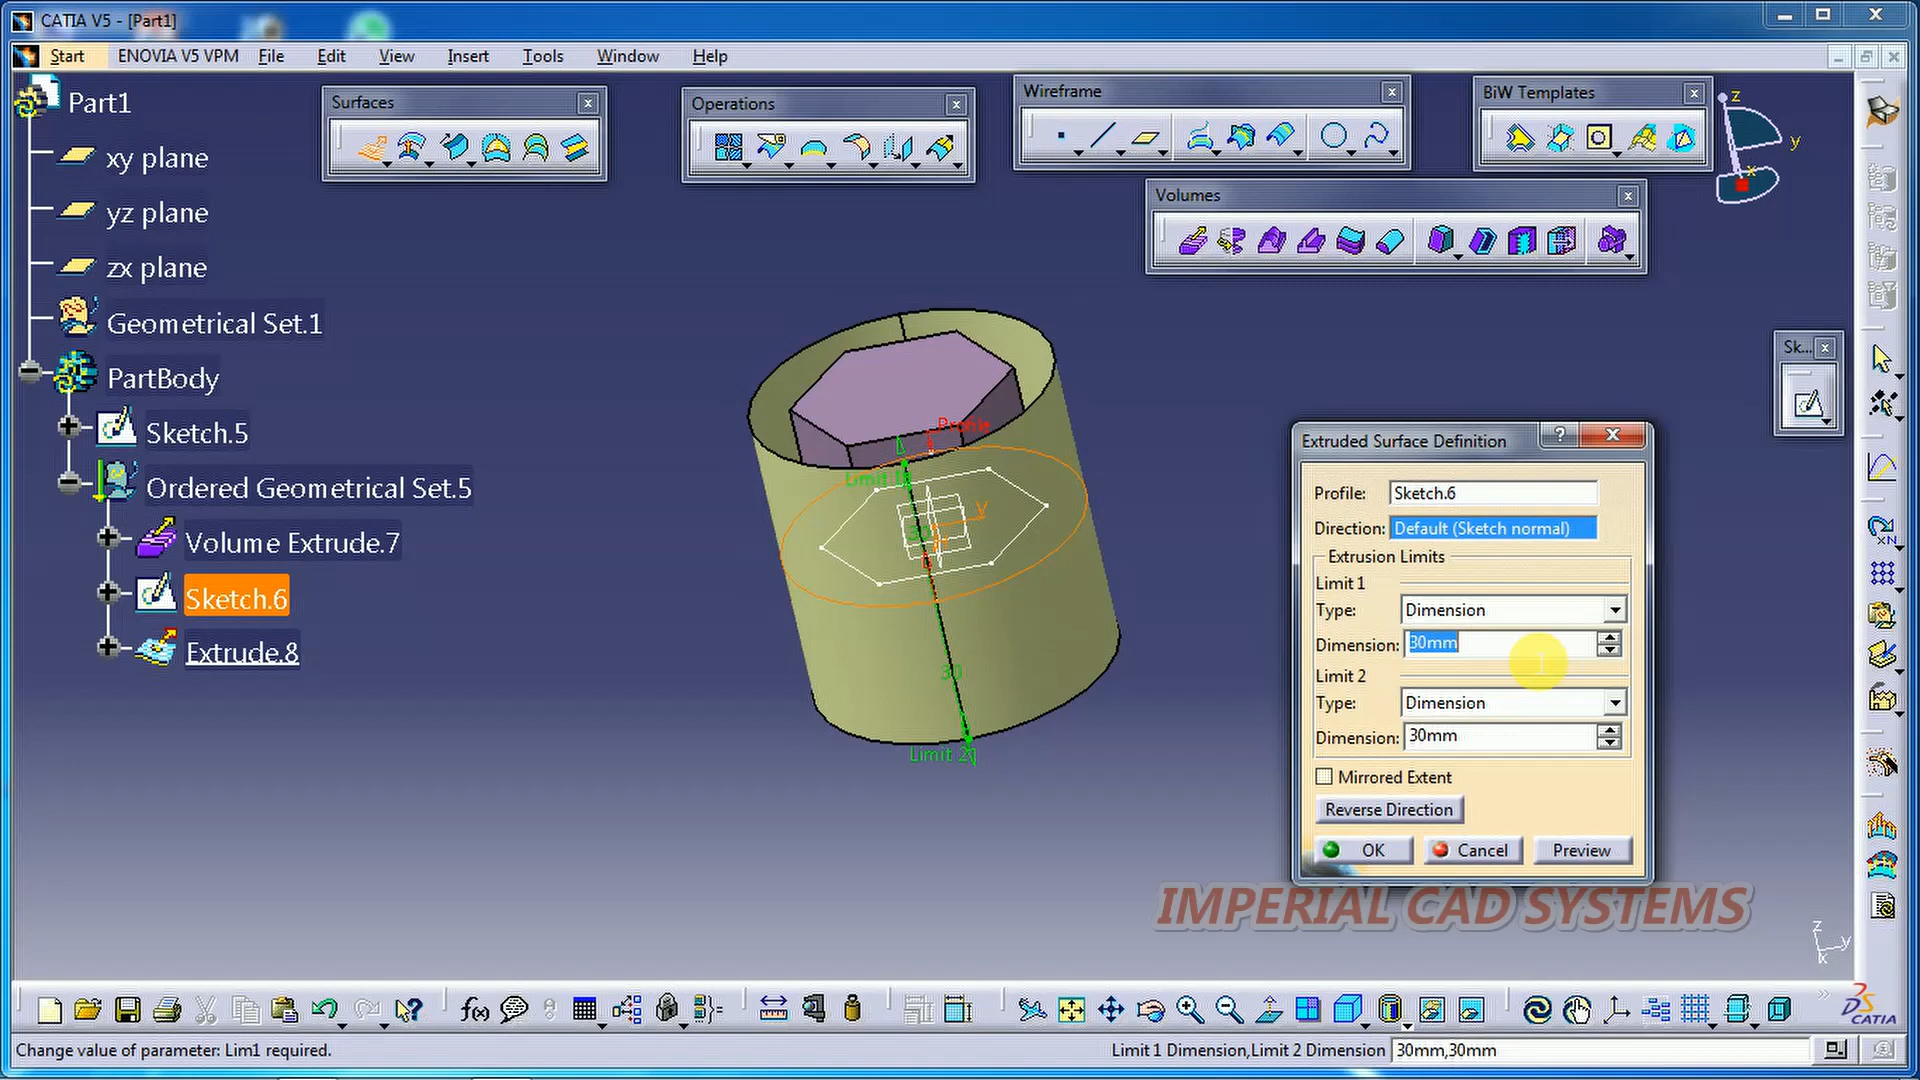 CATIA V5 - [Part1]
Start ENOVIA V5 VPM File Edit View Insert Tools Window Help
Part1
xy plane
yz plane
zx plane
Geometrical Set.1
PartBody
Sketch.5
Ordered Geometrical Set.5
Volume Extrude.7
Sketch.6
Extrude.8
Surfaces
Operations
Wireframe
BiW Templates
Volumes
Sk...
z
y
x
Profile
Limit 1
30
y
30
Limit 2
Extruded Surface Definition
Profile: Sketch.6
Direction: Default (Sketch normal)
Extrusion Limits
Limit 1
Type: Dimension
Dimension: 30mm
Limit 2
Type: Dimension
Dimension: 30mm
Mirrored Extent
Reverse Direction
OK Cancel Preview
IMPERIAL CAD SYSTEMS
z
y
x
CATIA
Change value of parameter: Lim1 required.
Limit 1 Dimension,Limit 2 Dimension 30mm,30mm